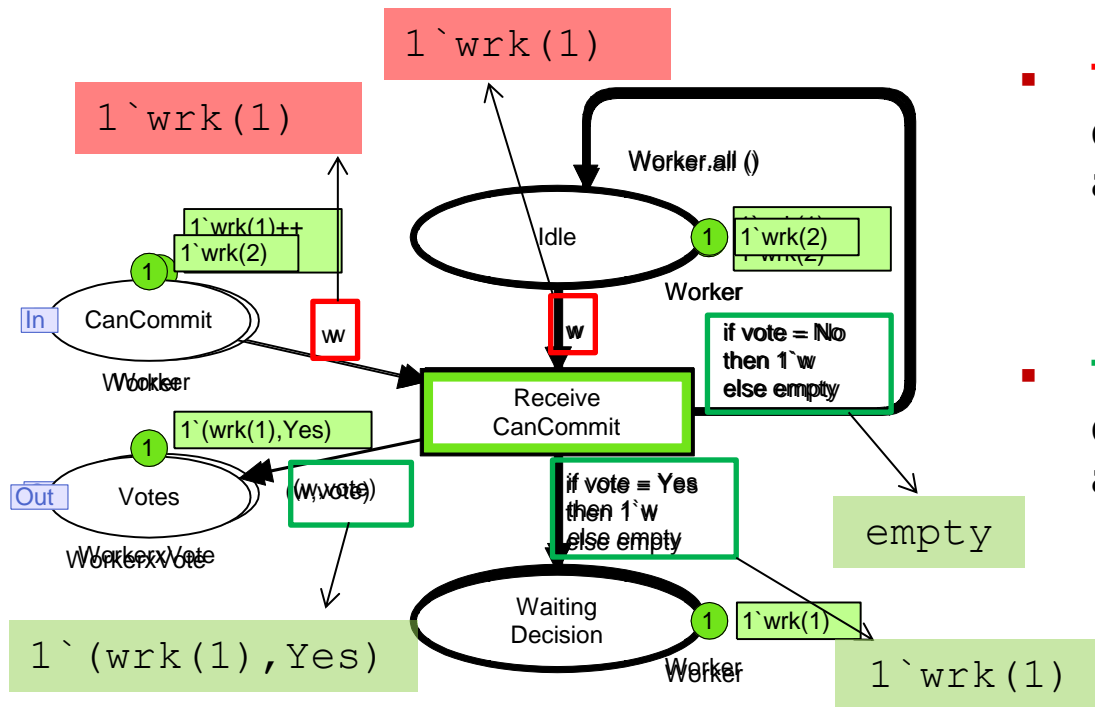 1`wrk(1)
1`wrk(1)
Worker.all ()
1`wrk(1)++
1`wrk(2)
Idle
1
1`wrk(2)
1`wrk(2)
1
Worker
In
CanCommit
w
w
if vote = No
then 1`w
else empty
Worker
Receive
CanCommit
1`(wrk(1),Yes)
1
Out
Votes
(w,vote)
if vote = Yes
then 1`w
else empty
empty
WorkerxVote
Waiting
Decision
1
1`wrk(1)
1`(wrk(1),Yes)
Worker
1`wrk(1)